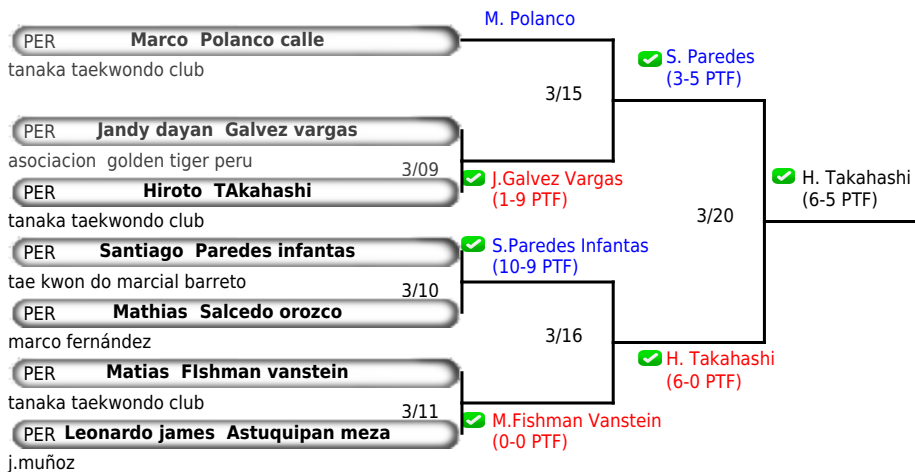 M. Polanco
PER Marco Polanco calle
tanaka taekwondo club
S. Paredes
(3-5 PTF)
3/15
PER Jandy dayan Galvez vargas
asociacion golden tiger peru
3/09
J.Galvez Vargas
(1-9 PTF)
PER Hiroto TAkahashi
tanaka taekwondo club
H. Takahashi
(6-5 PTF)
3/20
PER Santiago Paredes infantas
tae kwon do marcial barreto
S.Paredes Infantas
(10-9 PTF)
3/10
PER Mathias Salcedo orozco
marco fernández
3/16
H. Takahashi
(6-0 PTF)
PER Matias FIshman vanstein
tanaka taekwondo club
3/11
M.Fishman Vanstein
(0-0 PTF)
PER Leonardo james Astuquipan meza
j.muñoz